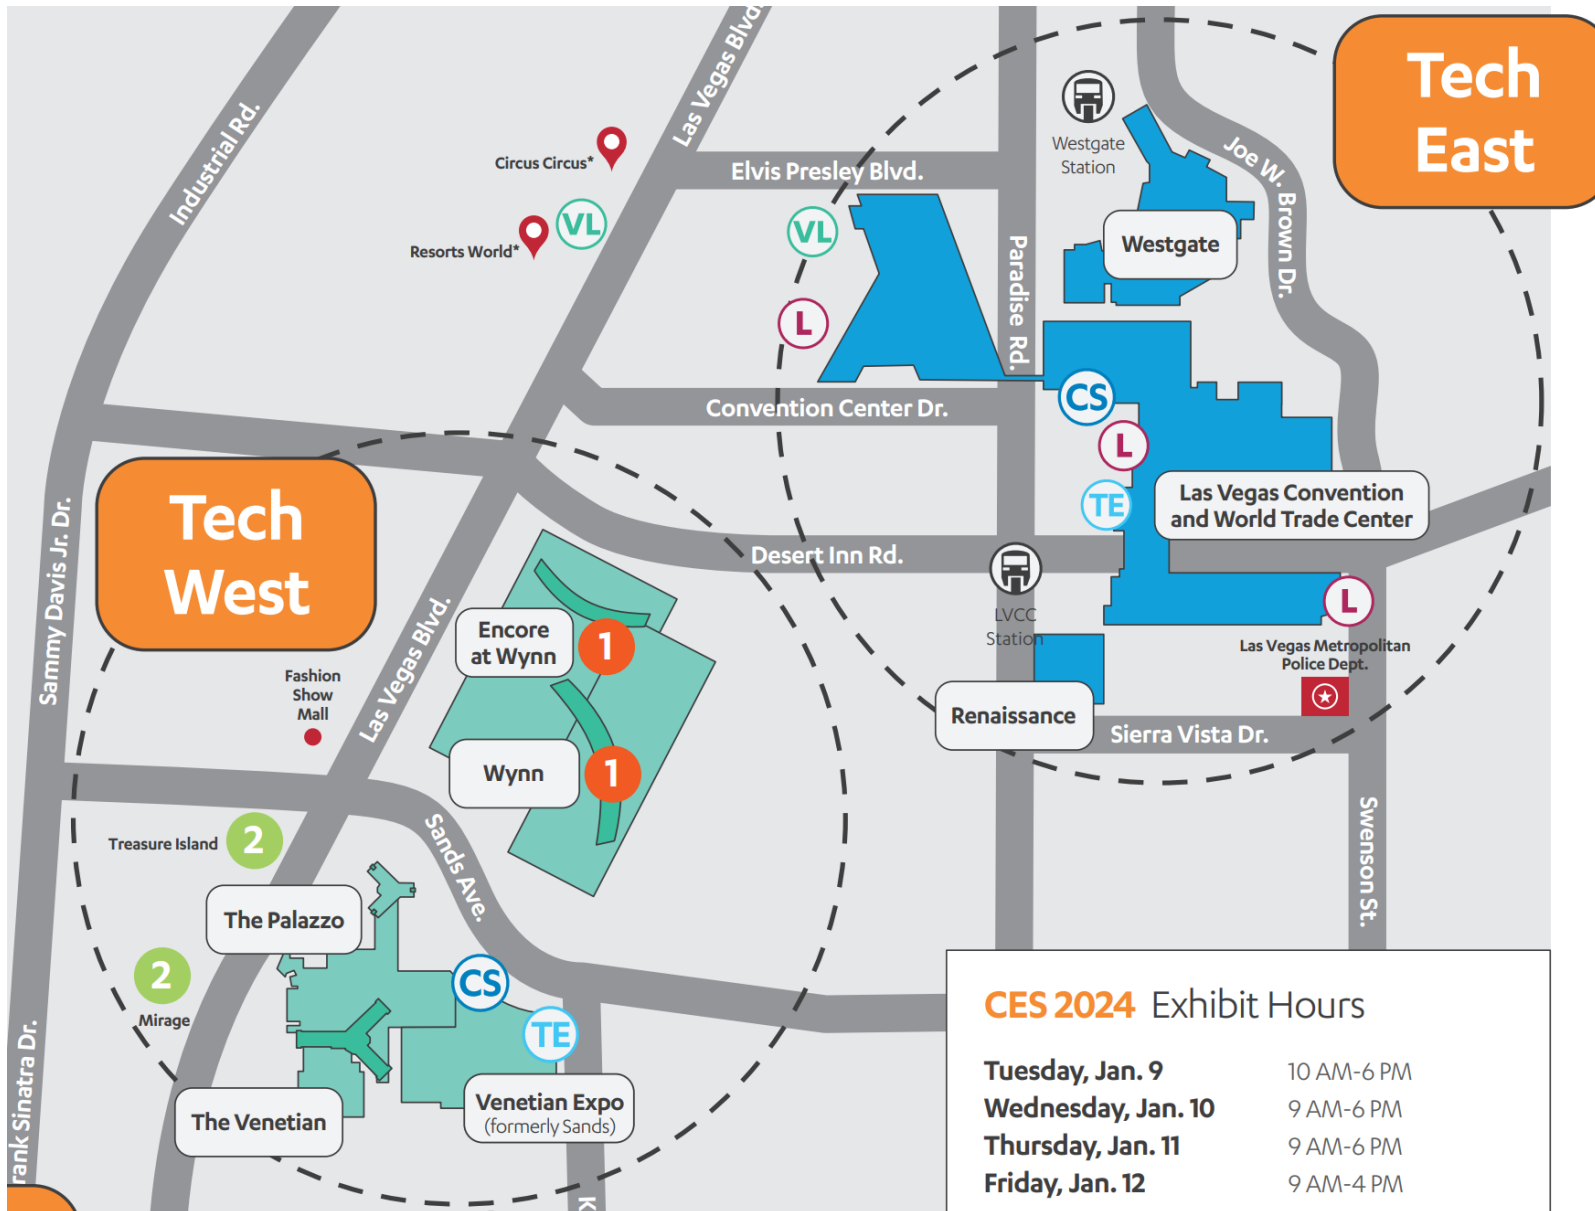 Tech
East
Las Vegas Blvd.
Industrial Rd.
Circus Circus*
Resorts World*
VL
Elvis Presley Blvd.
VL
L
Westgate
Station
Westgate
Joe W. Brown Dr.
Paradise Rd.
Convention Center Dr.
CS
L
TE
Las Vegas Convention
and World Trade Center
Desert Inn Rd.
LVCC
Station
L
Las Vegas Metropolitan
Police Dept.
Renaissance
Sierra Vista Dr.
Swenson St.
Tech
West
Sammy Davis Jr. Dr.
Las Vegas Blvd.
Fashion
Show
Mall
Encore
at Wynn
1
Wynn
1
Treasure Island
2
Sands Ave.
The Palazzo
2
Mirage
CS
TE
The Venetian
Venetian Expo
(formerly Sands)
rank Sinatra Dr.
K
CES 2024 Exhibit Hours
Tuesday, Jan. 9 10 AM-6 PM
Wednesday, Jan. 10 9 AM-6 PM
Thursday, Jan. 11 9 AM-6 PM
Friday, Jan. 12 9 AM-4 PM